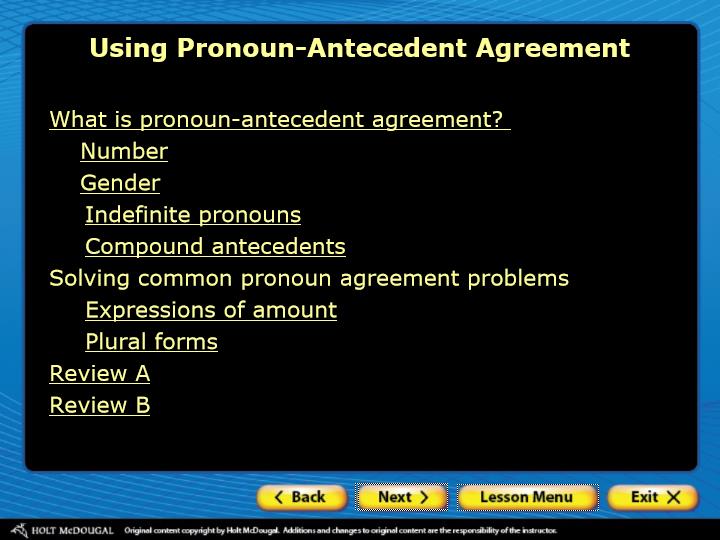 Using Pronoun-Antecedent Agreement
What is pronoun-antecedent agreement?
Number
Gender
Indefinite pronouns
Compound antecedents
Solving common pronoun agreement problems
Expressions of amount
Plural forms
Review A
Review B
Back Next Lesson Menu Exit
HOLT McDOUGAL Original content copyright by Holt McDougal. Additions and changes to original content are the responsibility of the instructor.